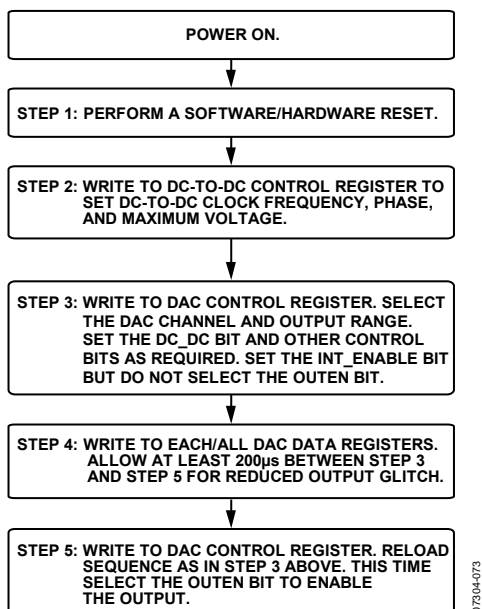 POWER ON.
STEP 1: PERFORM A SOFTWARE/HARDWARE RESET.
STEP 2: WRITE TO DC-TO-DC CONTROL REGISTER TO
SET DC-TO-DC CLOCK FREQUENCY, PHASE,
AND MAXIMUM VOLTAGE.
STEP 3: WRITE TO DAC CONTROL REGISTER. SELECT
THE DAC CHANNEL AND OUTPUT RANGE.
SET THE DC_DC BIT AND OTHER CONTROL
BITS AS REQUIRED. SET THE INT_ENABLE BIT
BUT DO NOT SELECT THE OUTEN BIT.
STEP 4: WRITE TO EACH/ALL DAC DATA REGISTERS.
ALLOW AT LEAST 200µs BETWEEN STEP 3
AND STEP 5 FOR REDUCED OUTPUT GLITCH.
STEP 5: WRITE TO DAC CONTROL REGISTER. RELOAD
SEQUENCE AS IN STEP 3 ABOVE. THIS TIME
SELECT THE OUTEN BIT TO ENABLE
THE OUTPUT.
07304-073